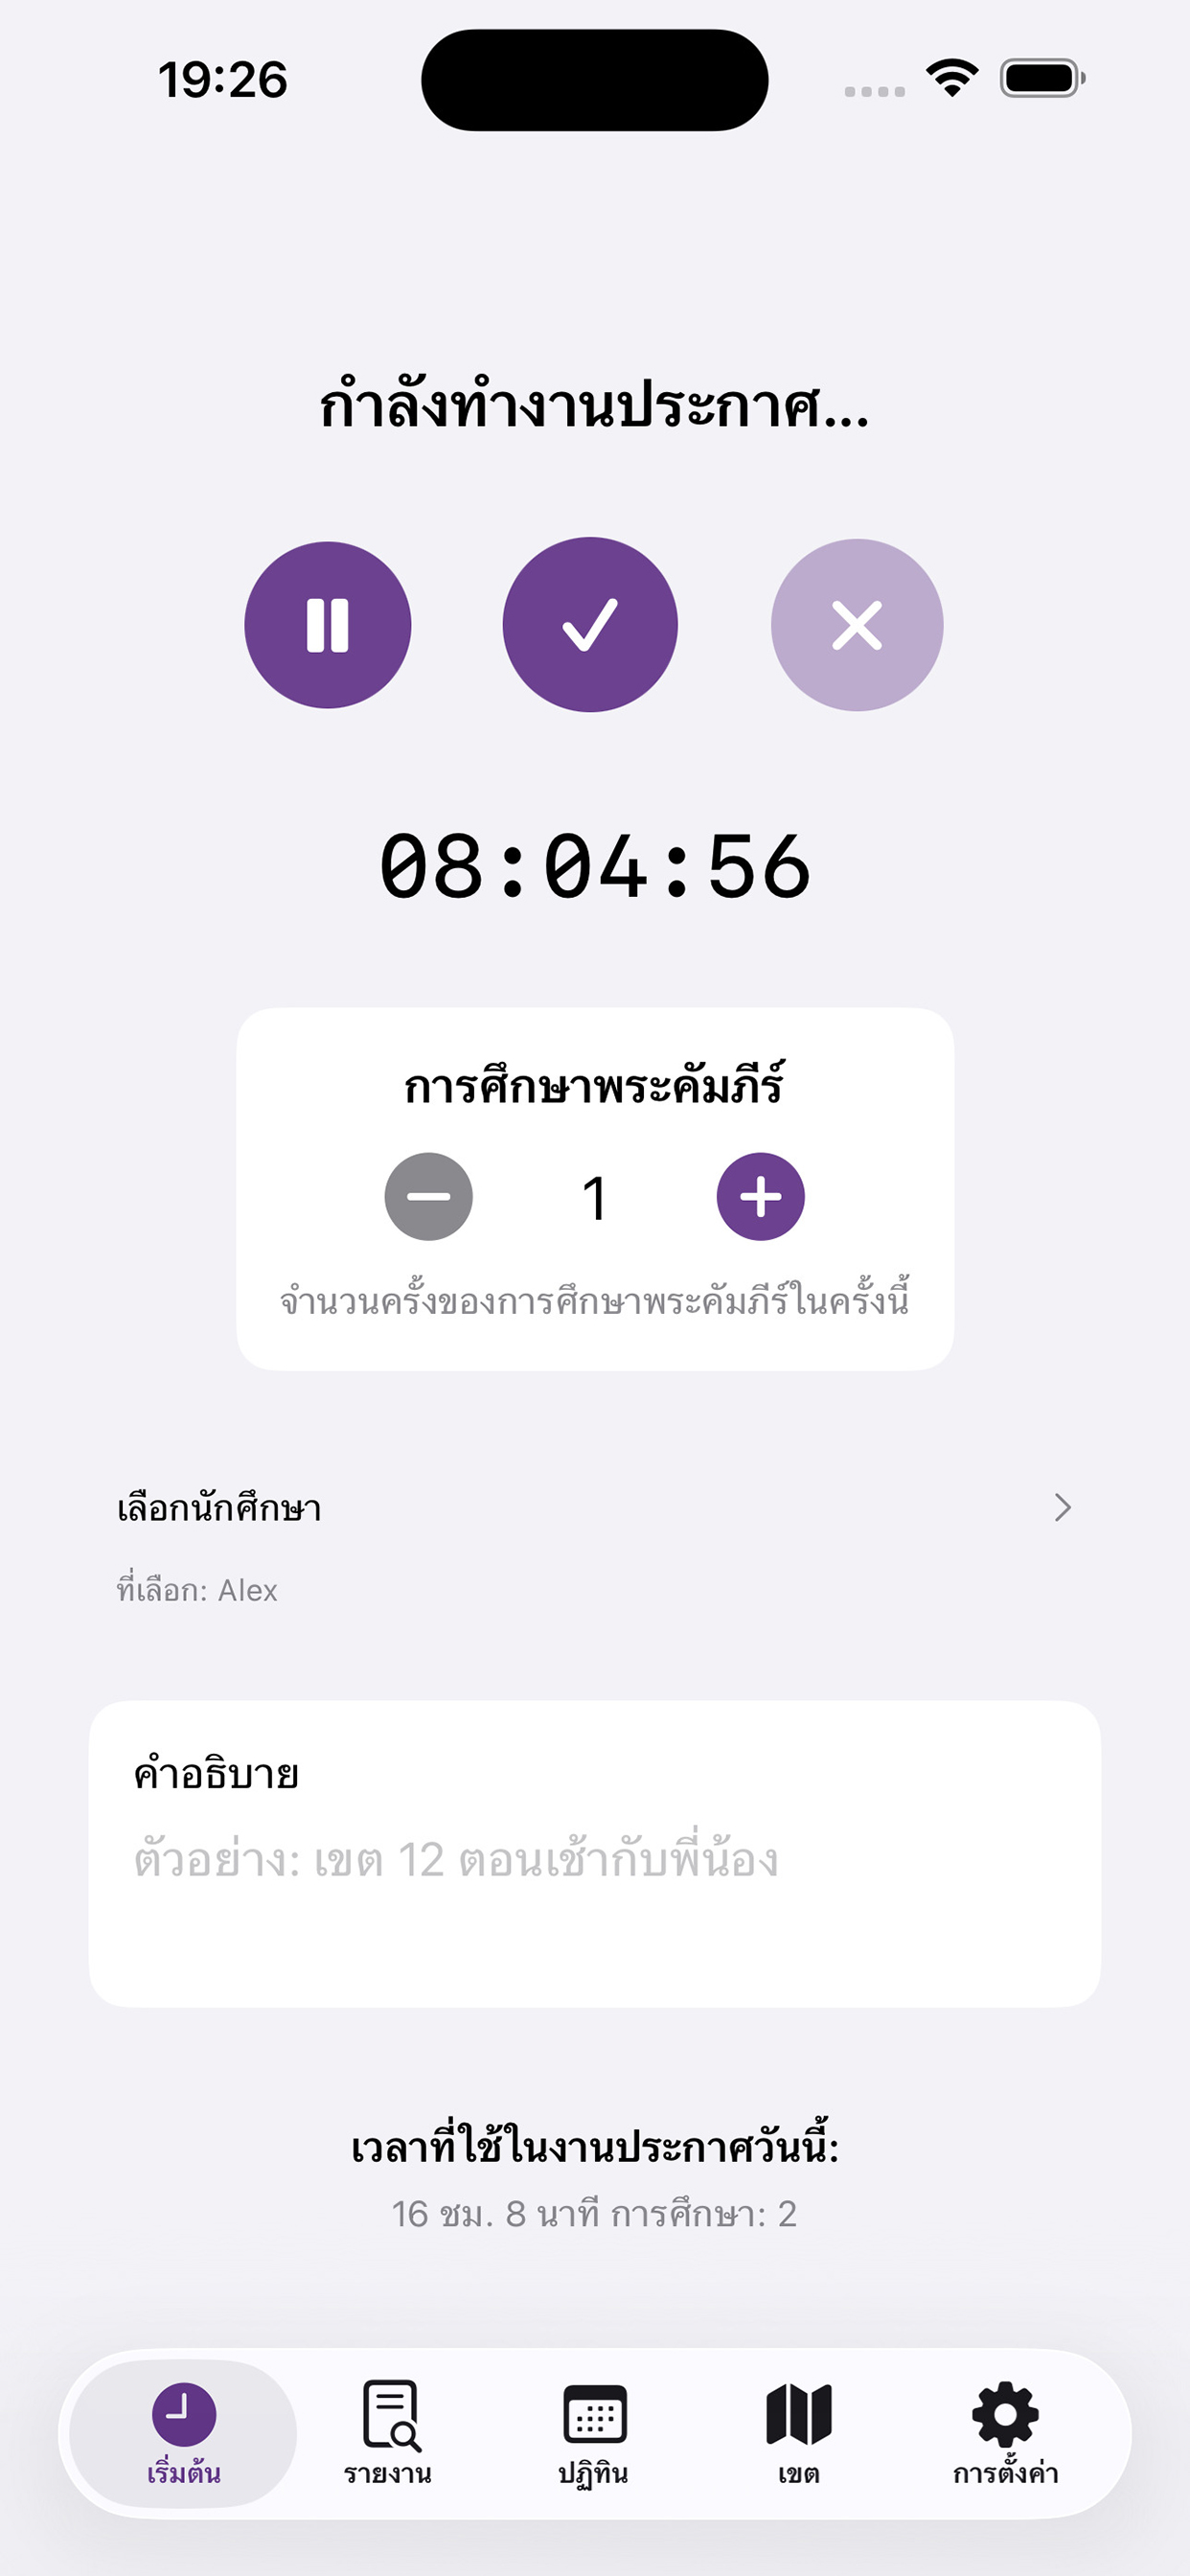 19:26
กำลังทำงานประกาศ...
08:04:56
การศึกษาพระคัมภีร์
1
จำนวนครั้งของการศึกษาพระคัมภีร์ในครั้งนี้
เลือกนักศึกษา
ที่เลือก: Alex
คำอธิบาย
ตัวอย่าง: เขต 12 ตอนเช้ากับพี่น้อง
เวลาที่ใช้ในงานประกาศวันนี้:
16 ชม. 8 นาที การศึกษา: 2
เริ่มต้น รายงาน ปฏิทิน เขต การตั้งค่า